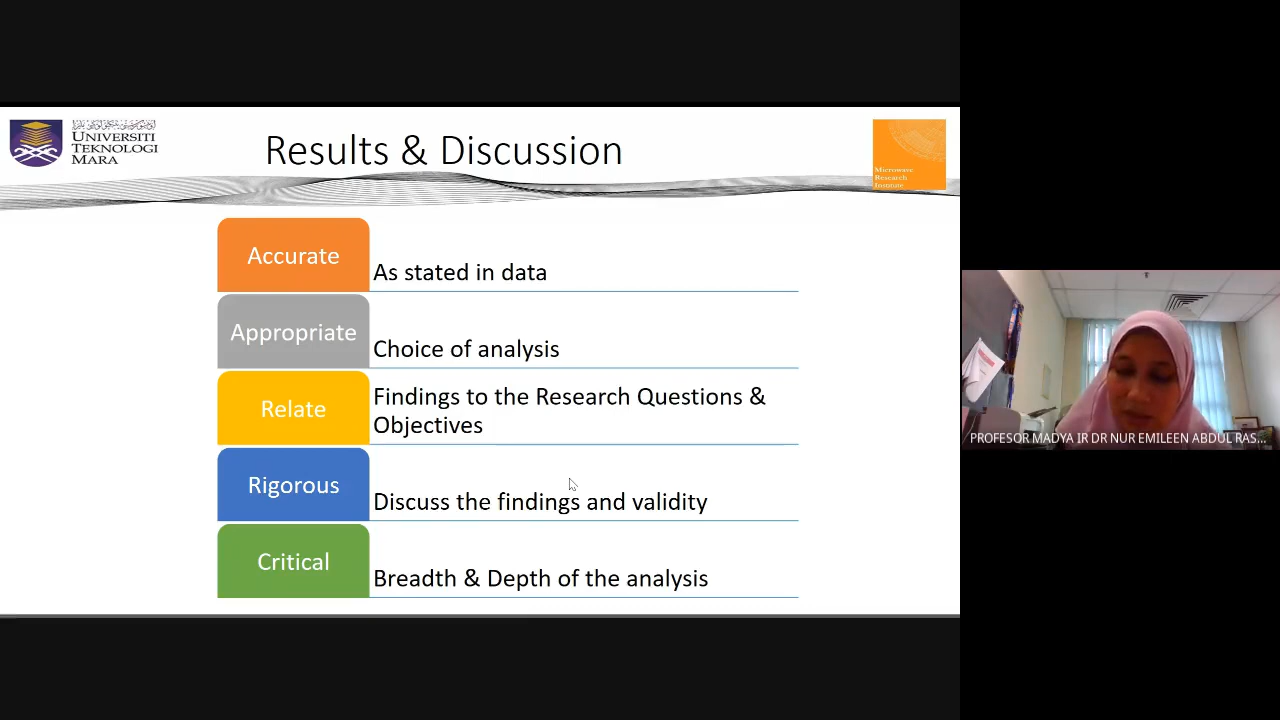 UNIVERSITI
TEKNOLOGI
MARA
Results & Discussion
Microwave
Research
Institute
Accurate
As stated in data
Appropriate
Choice of analysis
Relate
Findings to the Research Questions &
Objectives
Rigorous
Discuss the findings and validity
Critical
Breadth & Depth of the analysis
PROFESOR MADYA IR DR NUR EMILEEN ABDUL RAS...